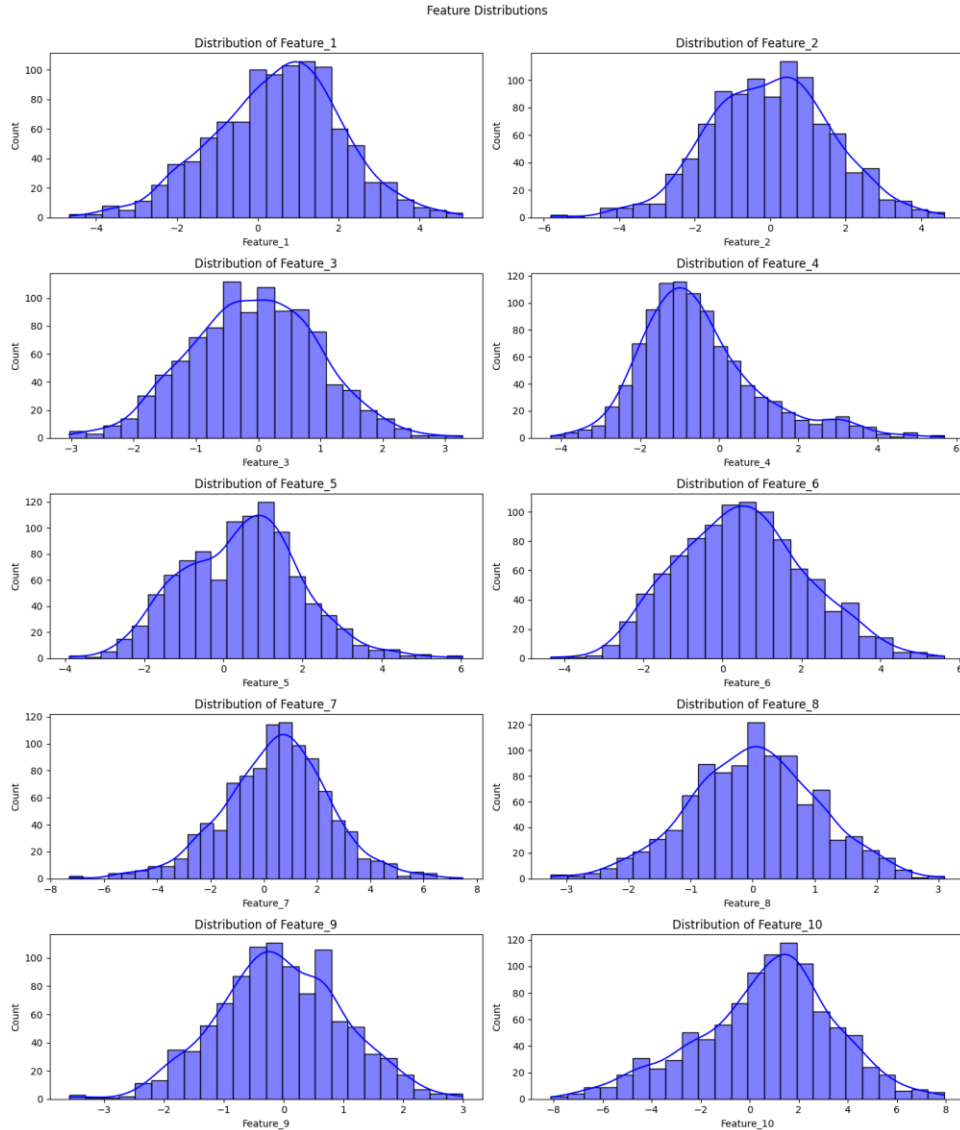 Feature Distributions
Distribution of Feature_1
Count
100
80
60
40
20
0
−4 −2 0 2 4
Feature_1
Distribution of Feature_2
Count
100
80
60
40
20
0
−6 −4 −2 0 2 4
Feature_2
Distribution of Feature_3
Count
100
80
60
40
20
0
−3 −2 −1 0 1 2 3
Feature_3
Distribution of Feature_4
Count
120
100
80
60
40
20
0
−4 −2 0 2 4 6
Feature_4
Distribution of Feature_5
Count
120
100
80
60
40
20
0
−4 −2 0 2 4 6
Feature_5
Distribution of Feature_6
Count
100
80
60
40
20
0
−4 −2 0 2 4 6
Feature_6
Distribution of Feature_7
Count
120
100
80
60
40
20
0
−8 −6 −4 −2 0 2 4 6 8
Feature_7
Distribution of Feature_8
Count
120
100
80
60
40
20
0
−3 −2 −1 0 1 2 3
Feature_8
Distribution of Feature_9
Count
100
80
60
40
20
0
−3 −2 −1 0 1 2 3
Feature_9
Distribution of Feature_10
Count
120
100
80
60
40
20
0
−8 −6 −4 −2 0 2 4 6 8
Feature_10